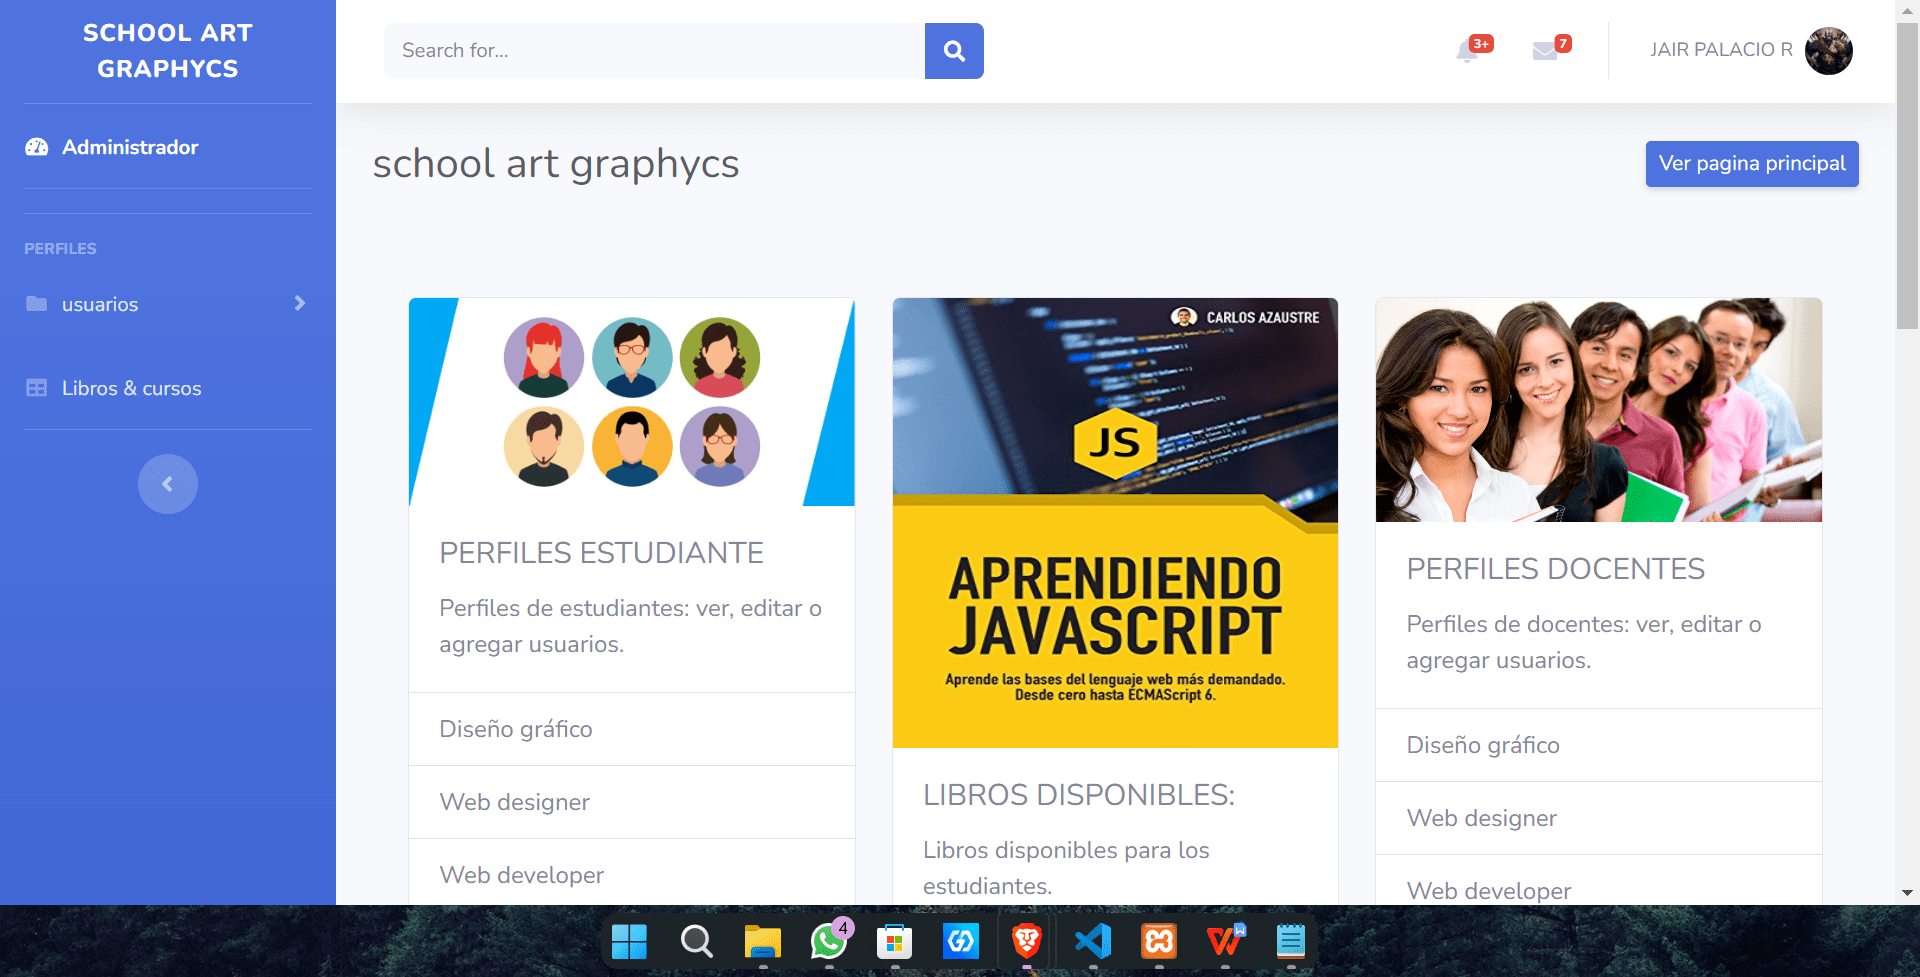 SCHOOL ART
GRAPHYCS
Administrador
PERFILES
usuarios
Libros & cursos
Search for...
3+
7
JAIR PALACIO R
school art graphycs
Ver pagina principal
PERFILES ESTUDIANTE
Perfiles de estudiantes: ver, editar o
agregar usuarios.
Diseño gráfico
Web designer
Web developer
CARLOS AZAUSTRE
JS
APRENDIENDO
JAVASCRIPT
Aprende las bases del lenguaje web más demandado.
Desde cero hasta ECMAScript 6.
LIBROS DISPONIBLES:
Libros disponibles para los
estudiantes.
PERFILES DOCENTES
Perfiles de docentes: ver, editar o
agregar usuarios.
Diseño gráfico
Web designer
Web developer
4